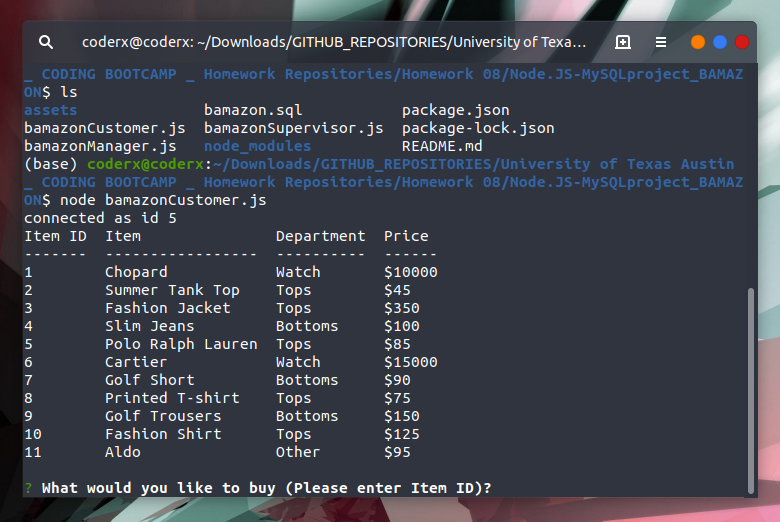 coderx@coderx: ~/Downloads/GITHUB_REPOSITORIES/University of Texa...
_ CODING BOOTCAMP _ Homework Repositories/Homework 08/Node.JS-MySQLproject_BAMAZ
ON$ ls
assets bamazon.sql package.json
bamazonCustomer.js bamazonSupervisor.js package-lock.json
bamazonManager.js node_modules README.md
(base) coderx@coderx:~/Downloads/GITHUB_REPOSITORIES/University of Texas Austin
_ CODING BOOTCAMP _ Homework Repositories/Homework 08/Node.JS-MySQLproject_BAMAZ
ON$ node bamazonCustomer.js
connected as id 5
Item ID Item Department Price
------- ----------------- ---------- ------
1 Chopard Watch $10000
2 Summer Tank Top Tops $45
3 Fashion Jacket Tops $350
4 Slim Jeans Bottoms $100
5 Polo Ralph Lauren Tops $85
6 Cartier Watch $15000
7 Golf Short Bottoms $90
8 Printed T-shirt Tops $75
9 Golf Trousers Bottoms $150
10 Fashion Shirt Tops $125
11 Aldo Other $95
? What would you like to buy (Please enter Item ID)?